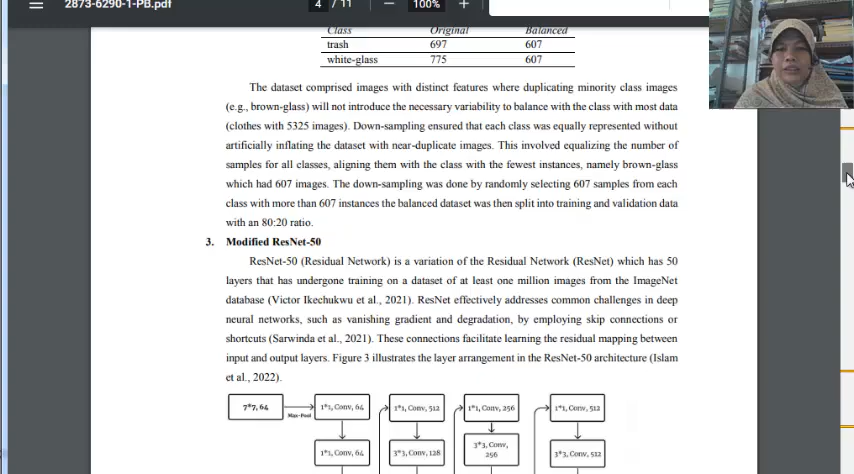 2873-6290-1-PB.pdf
4 / 11
100%
Class Original Balanced
trash 697 607
white-glass 775 607
The dataset comprised images with distinct features where duplicating minority class images
(e.g., brown-glass) will not introduce the necessary variability to balance with the class with most data
(clothes with 5325 images). Down-sampling ensured that each class was equally represented without
artificially inflating the dataset with near-duplicate images. This involved equalizing the number of
samples for all classes, aligning them with the class with the fewest instances, namely brown-glass
which had 607 images. The down-sampling was done by randomly selecting 607 samples from each
class with more than 607 instances the balanced dataset was then split into training and validation data
with an 80:20 ratio.
3. Modified ResNet-50
ResNet-50 (Residual Network) is a variation of the Residual Network (ResNet) which has 50
layers that has undergone training on a dataset of at least one million images from the ImageNet
database (Victor Ikechukwu et al., 2021). ResNet effectively addresses common challenges in deep
neural networks, such as vanishing gradient and degradation, by employing skip connections or
shortcuts (Sarwinda et al., 2021). These connections facilitate learning the residual mapping between
input and output layers. Figure 3 illustrates the layer arrangement in the ResNet-50 architecture (Islam
et al., 2022).
7*7, 64
Max-Pool
1*1, Conv, 64
1*1, Conv, 512
1*1, Conv, 256
1*1, Conv, 512
1*1, Conv, 64
3*3, Conv, 128
3*3, Conv,
256
3*3, Conv, 512